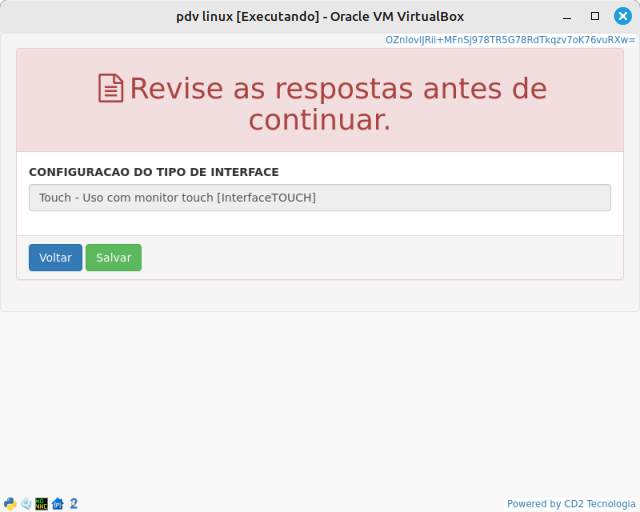 pdv linux [Executando] - Oracle VM VirtualBox
OZnIovIJRii+MFnSj978TR5G78RdTkqzv7oK76vuRXw=
Revise as respostas antes de
continuar.
CONFIGURACAO DO TIPO DE INTERFACE
Touch - Uso com monitor touch [InterfaceTOUCH]
Voltar Salvar
Powered by CD2 Tecnologia